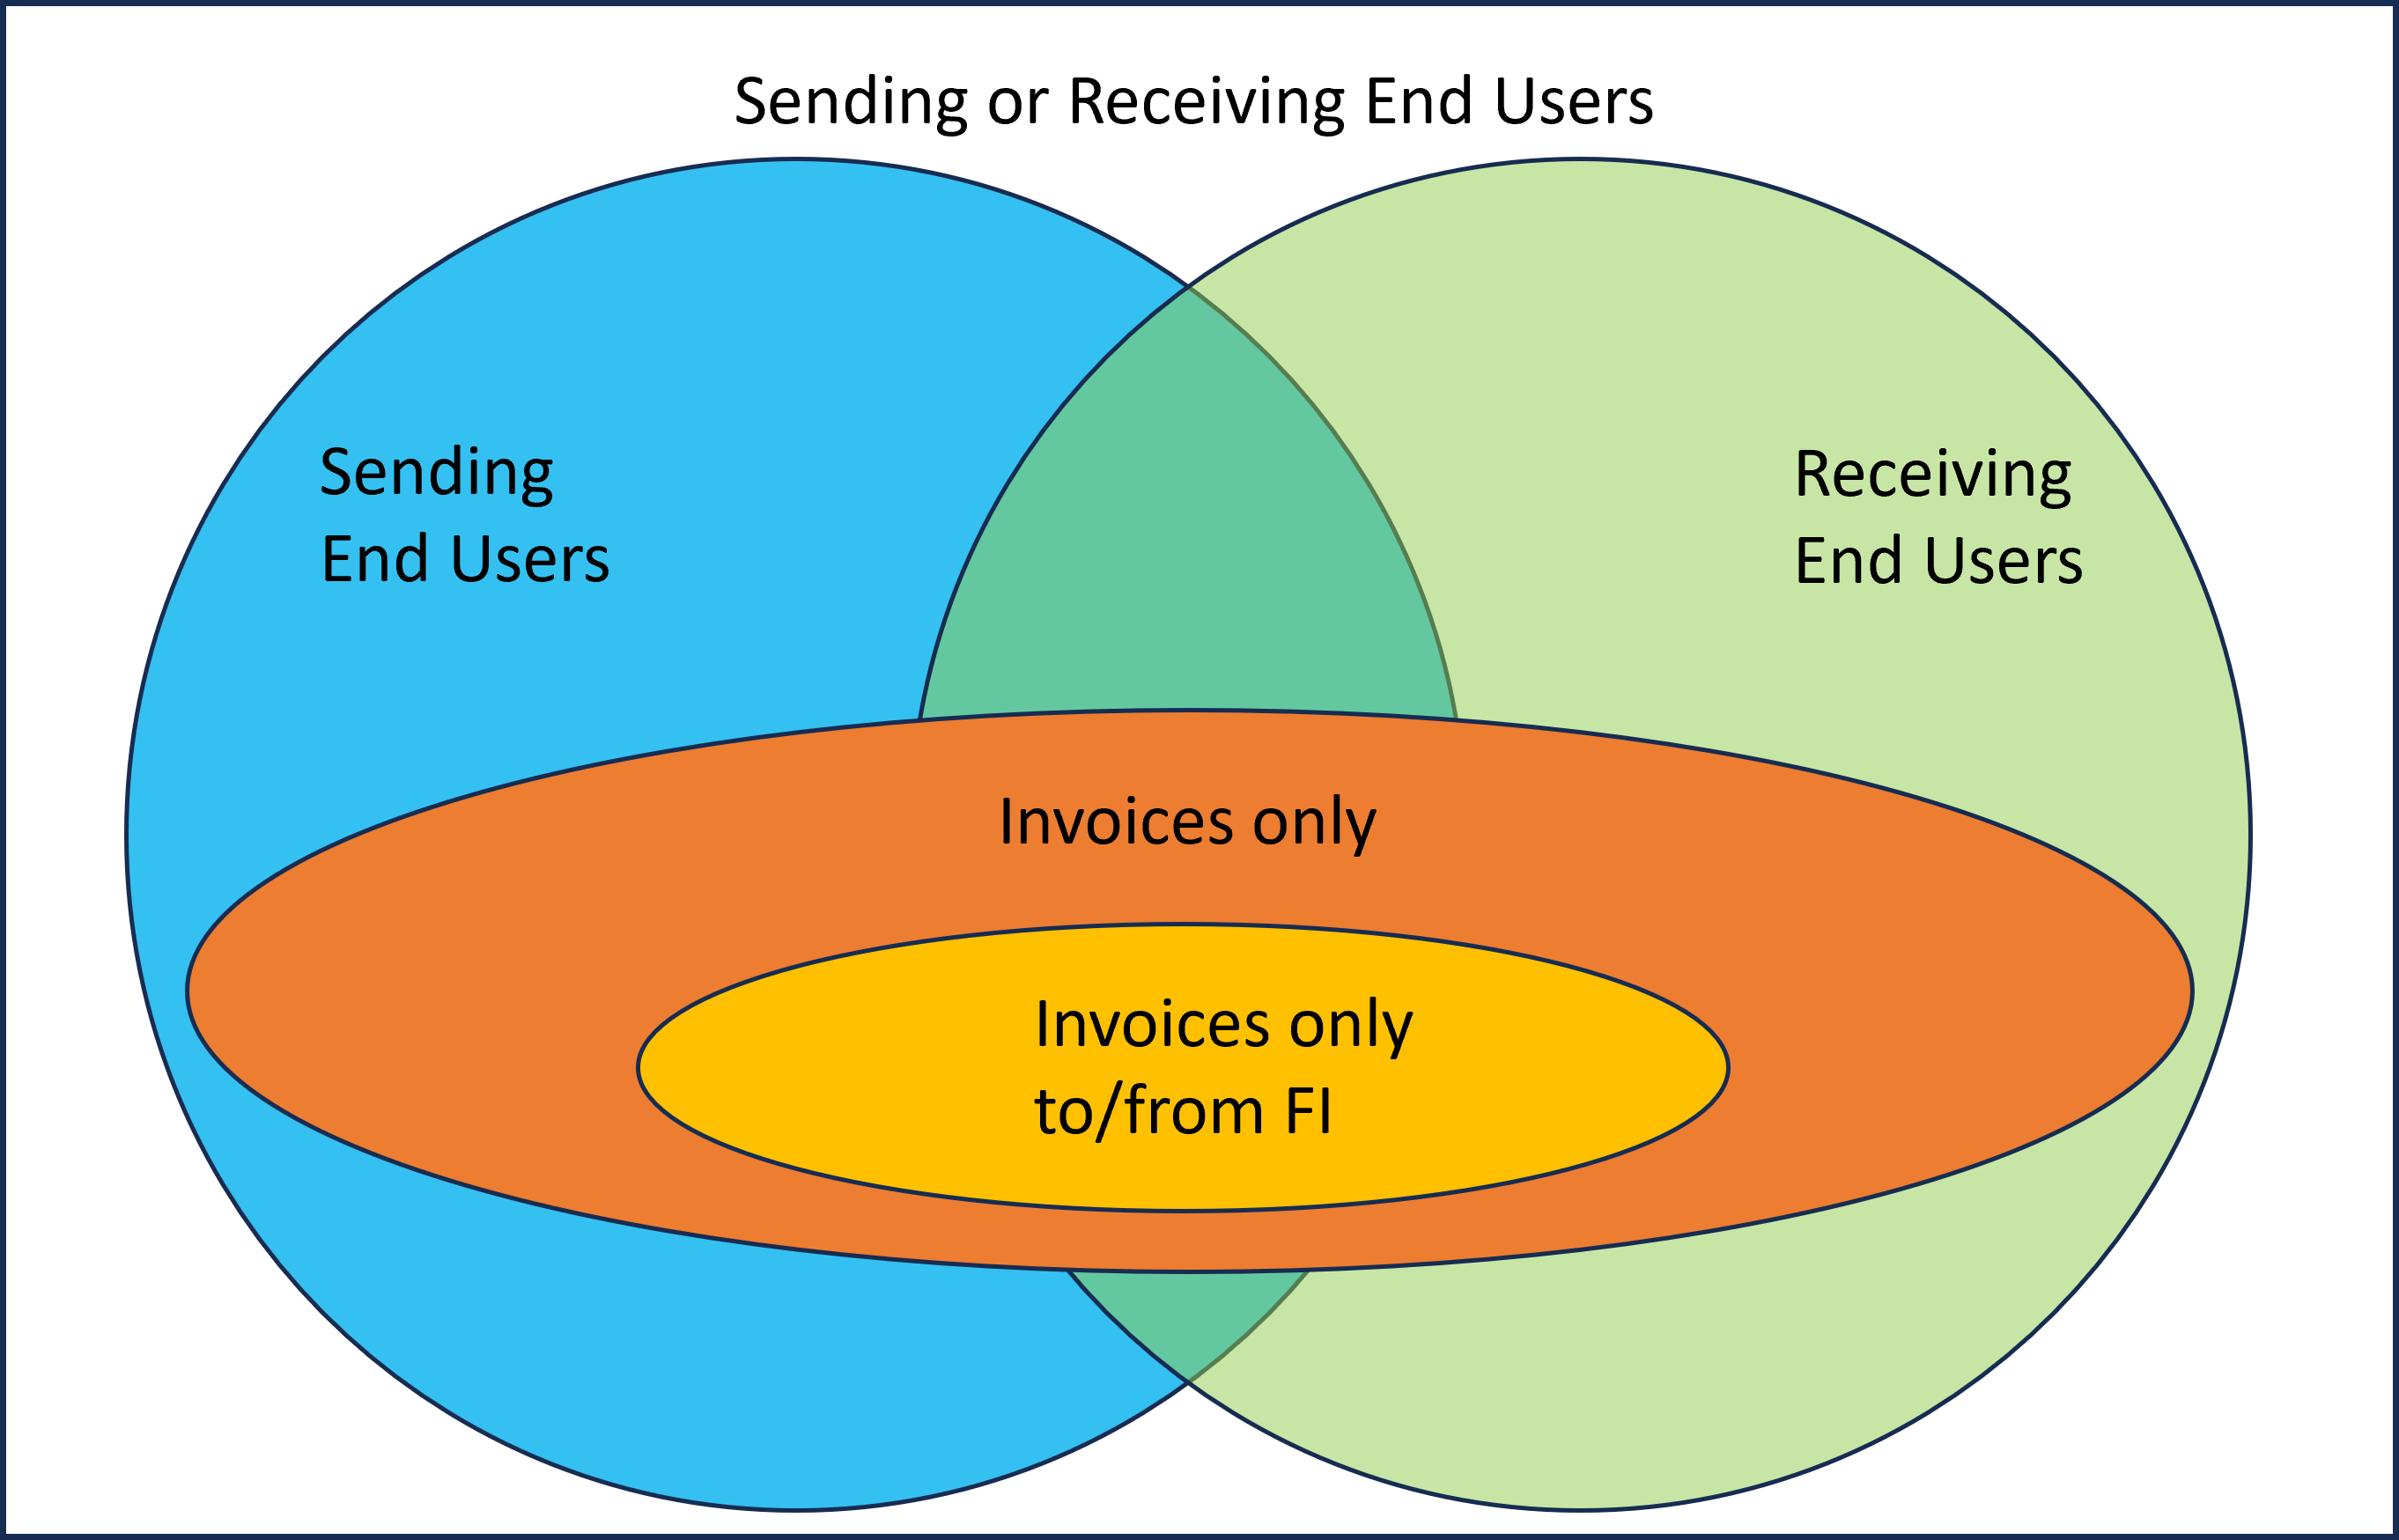 Sending or Receiving End Users
Sending
End Users
Receiving
End Users
Invoices only
Invoices only
to/from FI